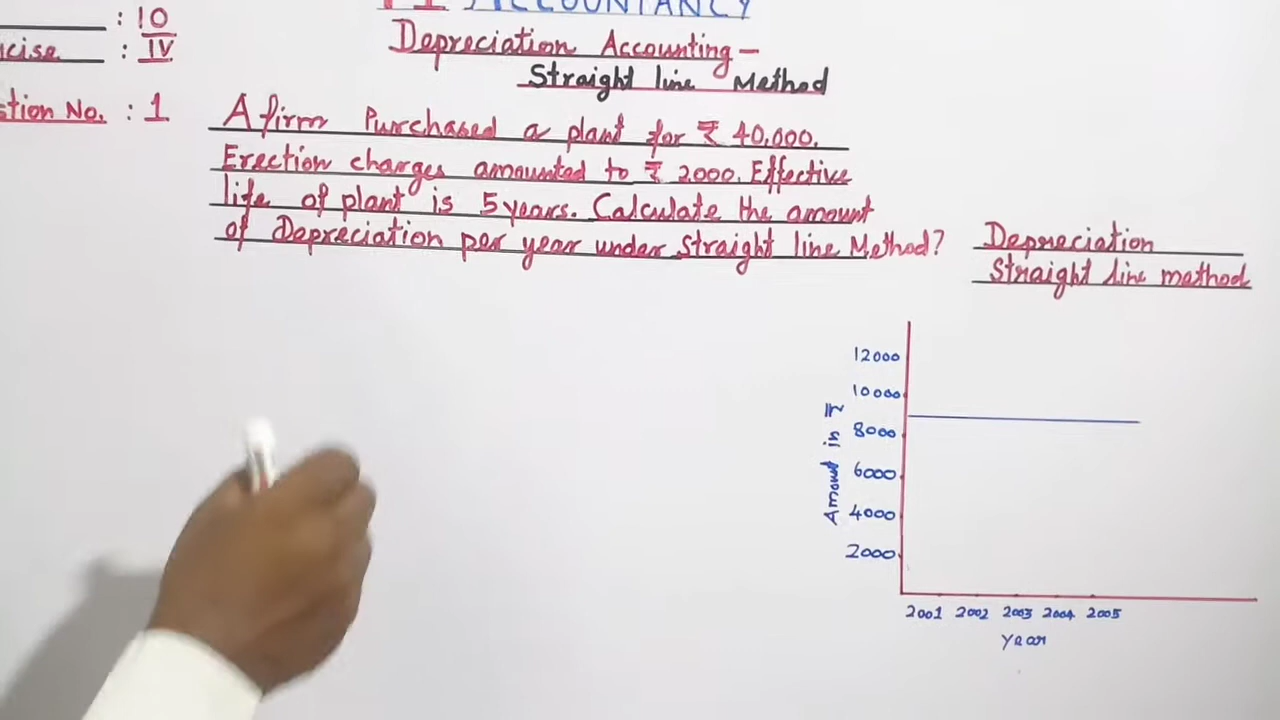 ACCOUNTANCY
: 10
Depreciation Accounting -
: IV
Straight line Method
No. : 1
A firm Purchased a plant for ₹ 40,000.
Erection charges amounted to ₹ 2000. Effective
life of plant is 5 years. Calculate the amount
of Depreciation per year under Straight line Method?
Depreciation
Straight line method
12000
10000
8000
6000
4000
2000
Amount in ₹
2001 2002 2003 2004 2005
Year